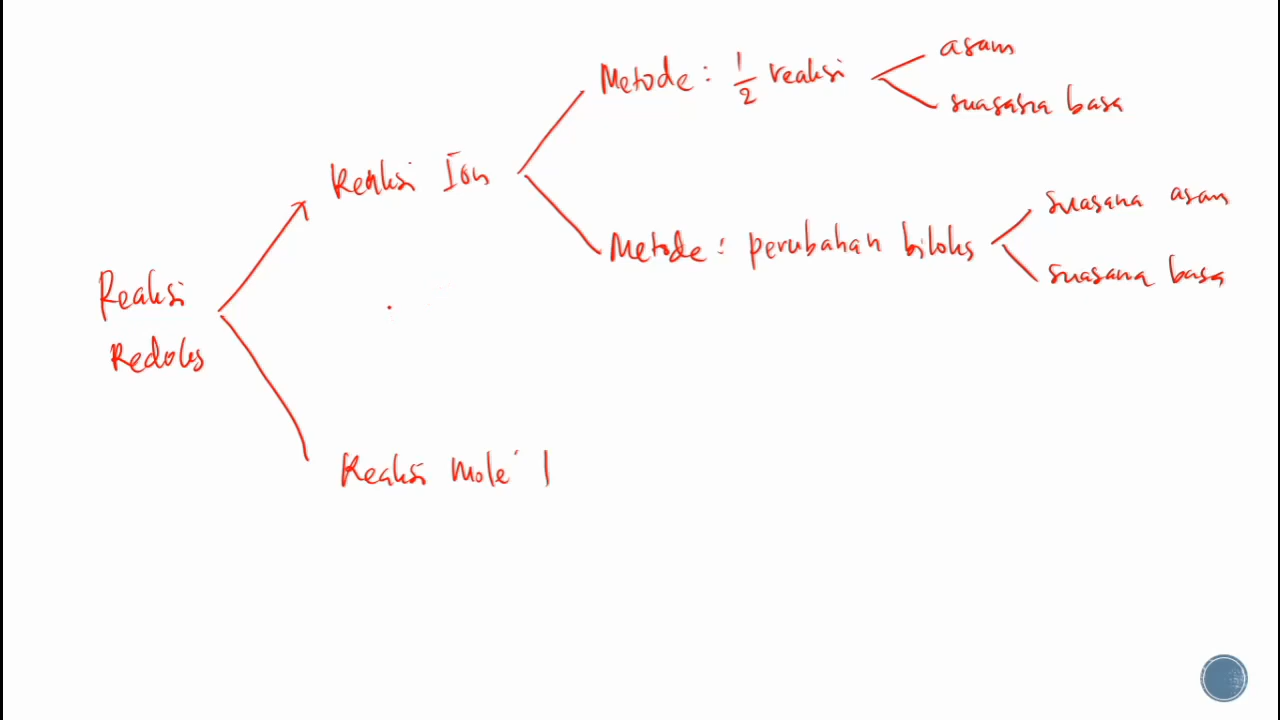 Metode : 1/2 reaksi
asam
suasana basa
Reaksi Ion
Metode : perubahan biloks
suasana asam
suasana basa
Reaksi
Redoks
Reaksi Mole